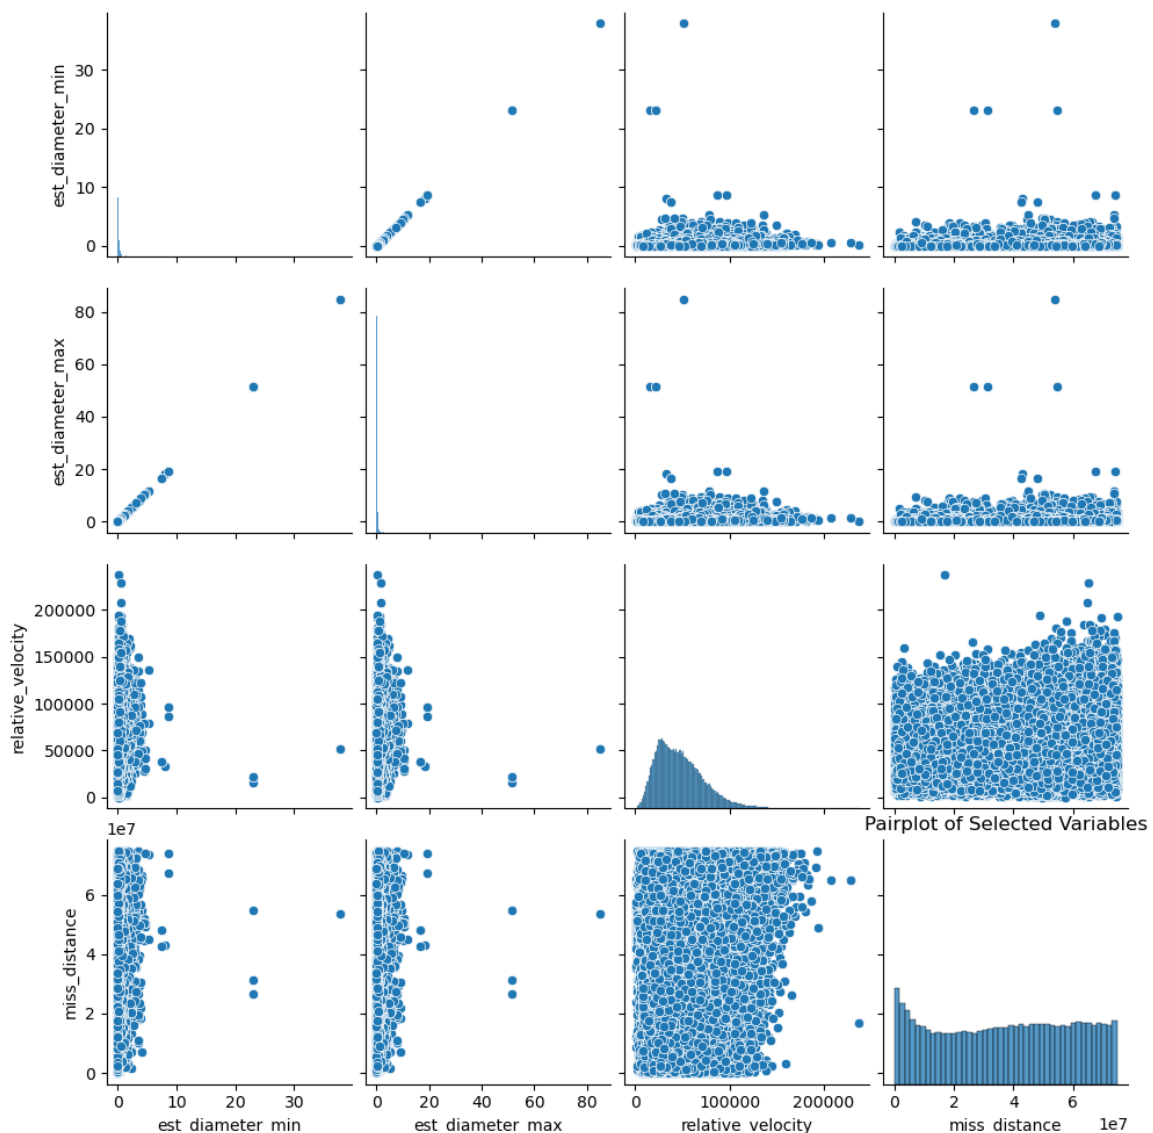 30
20
10
0
est_diameter_min
80
60
40
20
0
est_diameter_max
200000
150000
100000
50000
0
relative_velocity
1e7
Pairplot of Selected Variables
6
4
2
0
miss_distance
0 10 20 30
0 20 40 60 80
0 100000 200000
0 2 4 6
1e7
est_diameter_min
est_diameter_max
relative_velocity
miss_distance